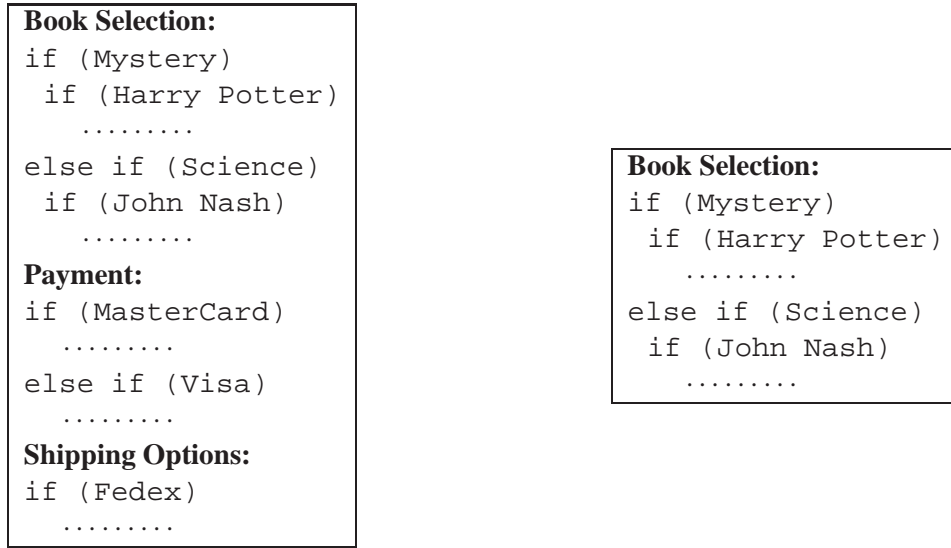 Book Selection:
if (Mystery)
if (Harry Potter)
.........
else if (Science)
if (John Nash)
.........
Payment:
if (MasterCard)
.........
else if (Visa)
.........
Shipping Options:
if (Fedex)
.........
Book Selection:
if (Mystery)
if (Harry Potter)
.........
else if (Science)
if (John Nash)
.........